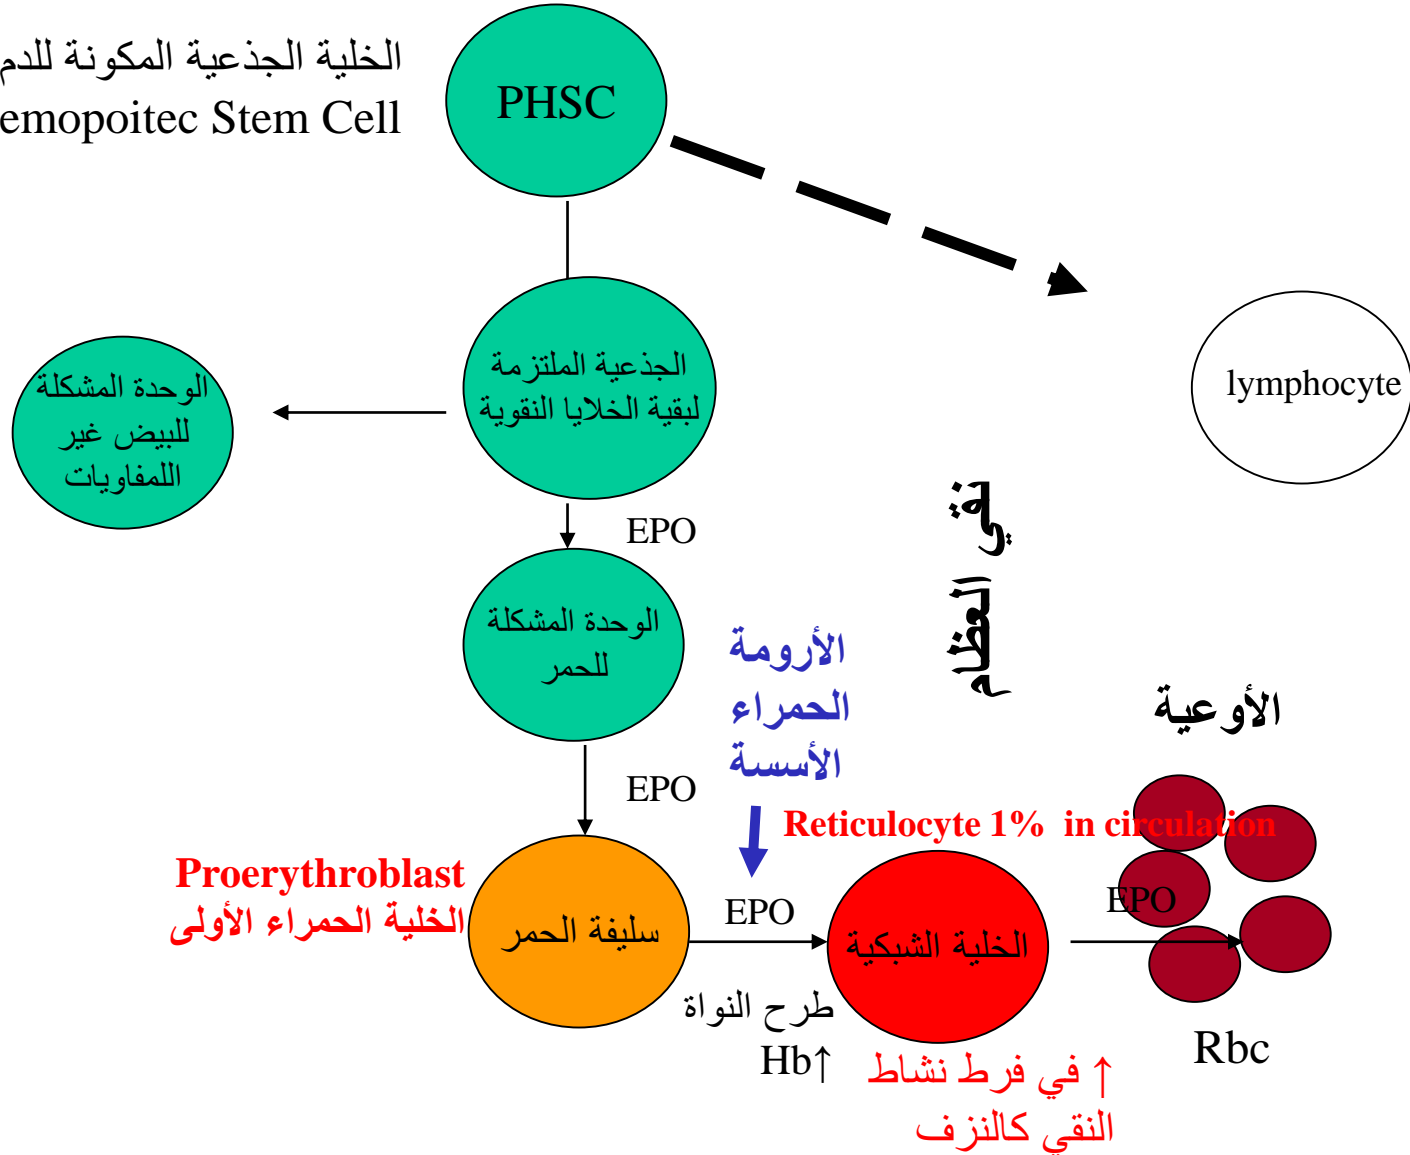 الخلية الجذعية المكونة للدم
emopoitec Stem Cell
PHSC
الجذعية الملتزمة
لبقية الخلايا النقوية
الوحدة المشكلة
للبيض غير
اللمفاويات
lymphocyte
EPO
نقي العظام
الوحدة المشكلة
للحمر
الأرومة
الحمراء
الأسسة
الأوعية
EPO
Reticulocyte 1% in circulation
Proerythroblast
الخلية الحمراء الأولى
سليفة الحمر
EPO
الخلية الشبكية
EPO
طرح النواة
Hb↑
Rbc
↑ في فرط نشاط
النقي كالنزف